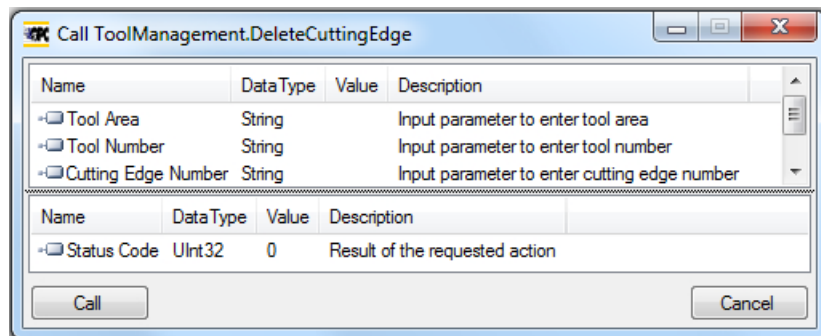 Call ToolManagement.DeleteCuttingEdge
Name DataType Value Description
Tool Area String Input parameter to enter tool area
Tool Number String Input parameter to enter tool number
Cutting Edge Number String Input parameter to enter cutting edge number
Name DataType Value Description
Status Code UInt32 0 Result of the requested action
Call Cancel